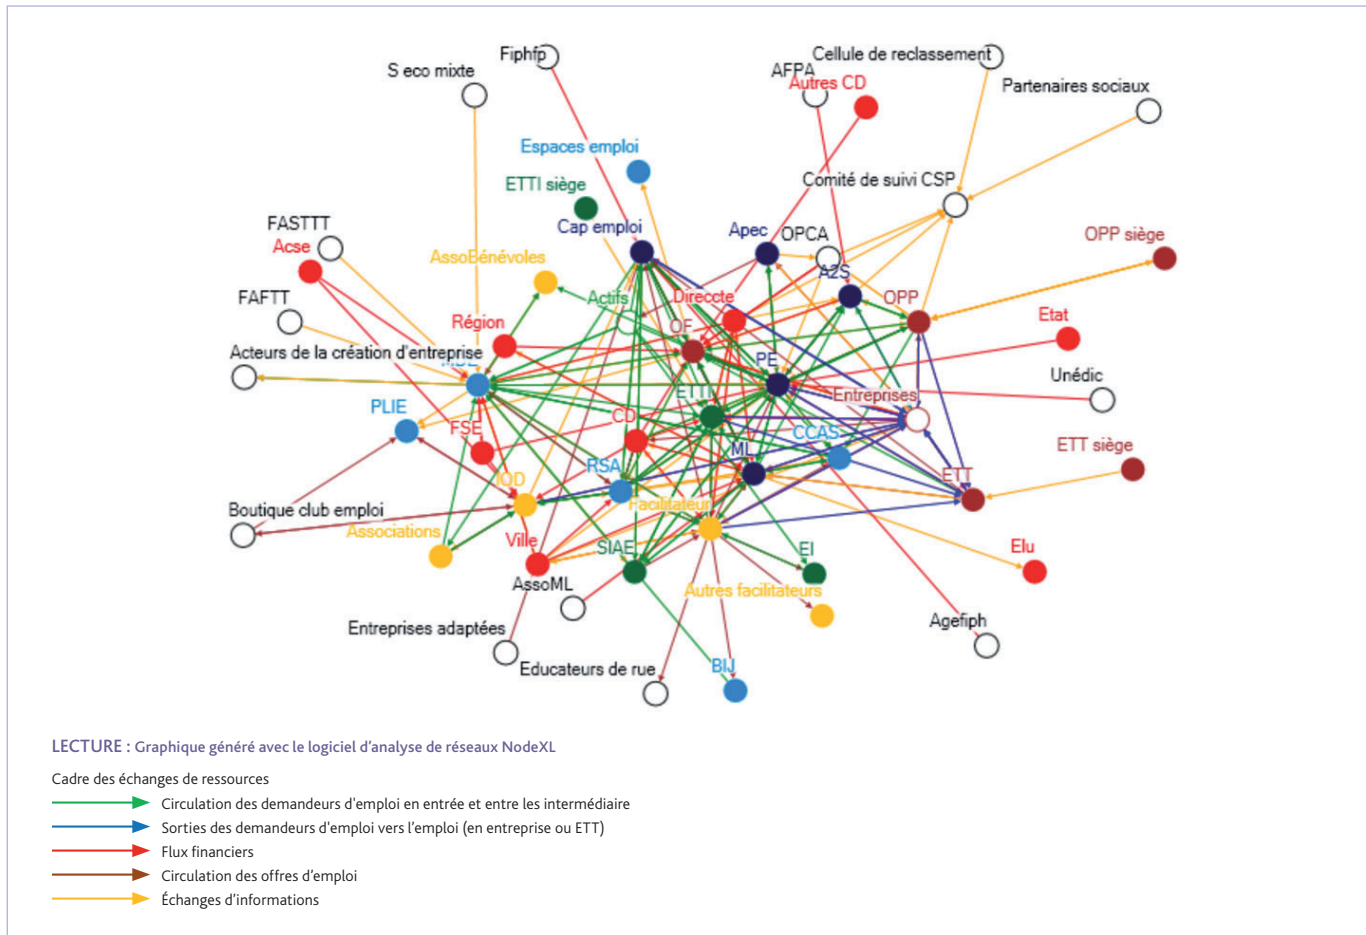 Fiphfp
Cellule de reclassement
S eco mixte
AFPA
Autres CD
Partenaires sociaux
Espaces emploi
ETTI siège
Comité de suivi CSP
FASTTT
Cap emploi
Apec
OPCA
OPP siège
Acse
AssoBénévoles
A2S
FAFTT
Actifs
Direccte
OPP
Région
OF
Etat
Acteurs de la création d'entreprise
PE
Unédic
PLIE
ETTI
Entreprises
FSE
CD
CCAS
ETT siège
ML
RSA
IOD
ETT
Boutique club emploi
Facilitateur
Associations
Ville
SIAE
EI
Elu
AssoML
Autres facilitateurs
Entreprises adaptées
Agefiph
Educateurs de rue
BIJ
LECTURE : Graphique généré avec le logiciel d'analyse de réseaux NodeXL
Cadre des échanges de ressources
Circulation des demandeurs d'emploi en entrée et entre les intermédiaire
Sorties des demandeurs d'emploi vers l'emploi (en entreprise ou ETT)
Flux financiers
Circulation des offres d'emploi
Échanges d'informations